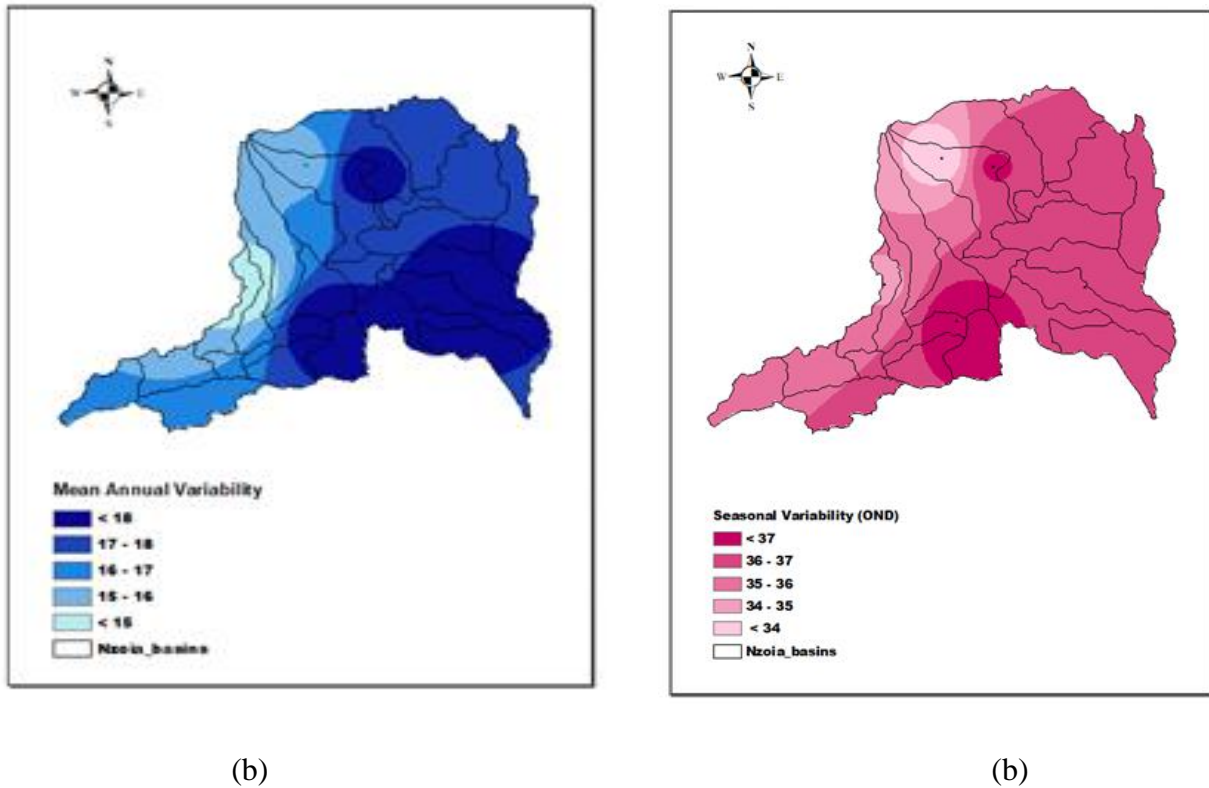 N
W E
S
Mean Annual Variability
< 18
17 - 18
16 - 17
15 - 16
< 15
Nzoia_basins
N
W E
S
Seasonal Variability (OND)
< 37
36 - 37
35 - 36
34 - 35
< 34
Nzoia_basins
(b) (b)